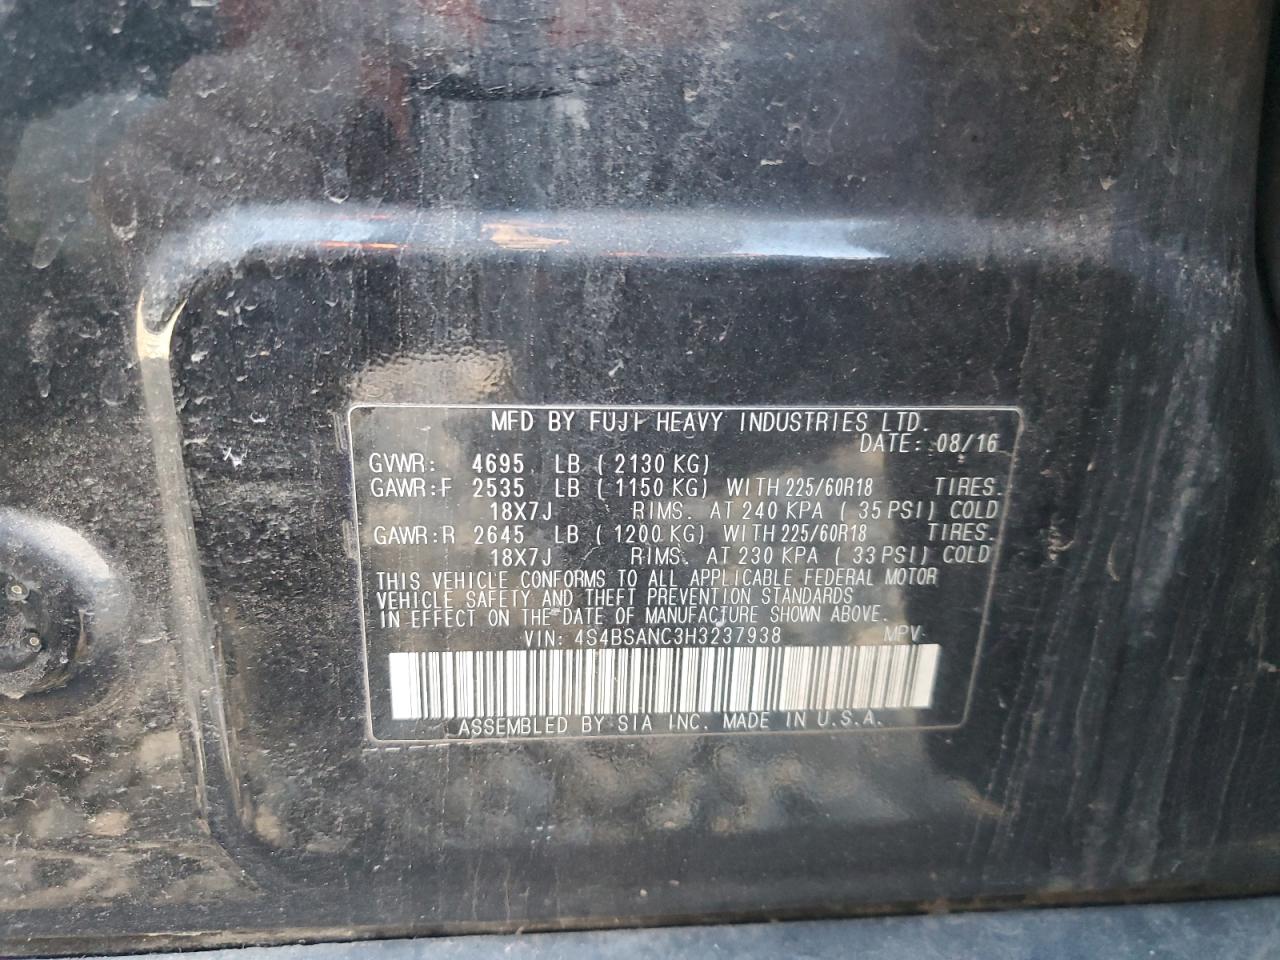 MFD BY FUJI HEAVY INDUSTRIES LTD.
DATE: 08/16
GVWR: 4695 LB (2130 KG)
GAWR:F 2535 LB (1150 KG) WITH 225/60R18 TIRES.
18X7J RIMS. AT 240 KPA (35 PSI) COLD
GAWR:R 2645 LB (1200 KG) WITH 225/60R18 TIRES.
18X7J RIMS. AT 230 KPA (33 PSI) COLD
THIS VEHICLE CONFORMS TO ALL APPLICABLE FEDERAL MOTOR
VEHICLE SAFETY AND THEFT PREVENTION STANDARDS
IN EFFECT ON THE DATE OF MANUFACTURE SHOWN ABOVE.
VIN: 4S4BSANC3H3237938 MPV
ASSEMBLED BY SIA INC. MADE IN U.S.A.